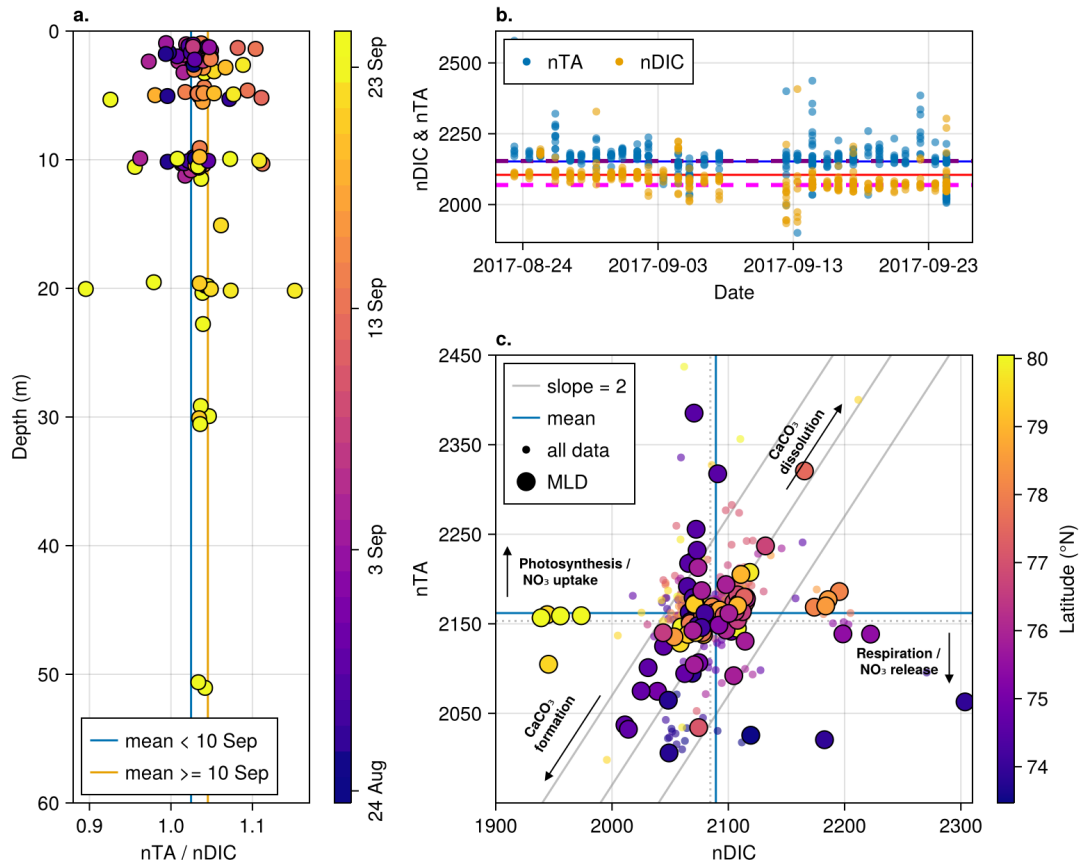 a.
0
10
20
30
40
50
60
Depth (m)
0.9
1.0
1.1
nTA / nDIC
mean < 10 Sep
mean >= 10 Sep
23 Sep
13 Sep
3 Sep
24 Aug
b.
nTA
nDIC
2500
2250
2000
nDIC & nTA
2017-08-24
2017-09-03
2017-09-13
2017-09-23
Date
c.
slope = 2
mean
all data
MLD
2450
2350
2250
2150
2050
nTA
CaCO₃
dissolution
Photosynthesis /
NO₃ uptake
Respiration /
NO₃ release
CaCO₃
formation
1900
2000
2100
2200
2300
nDIC
80
79
78
77
76
75
74
Latitude (°N)